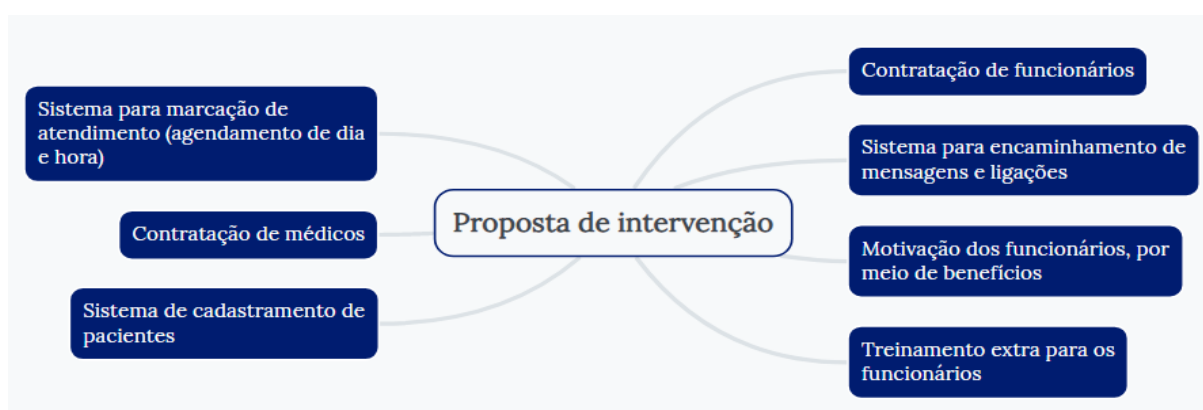 Sistema para marcação de
atendimento (agendamento de dia
e hora)
Contratação de médicos
Sistema de cadastramento de
pacientes
Proposta de intervenção
Contratação de funcionários
Sistema para encaminhamento de
mensagens e ligações
Motivação dos funcionários, por
meio de benefícios
Treinamento extra para os
funcionários